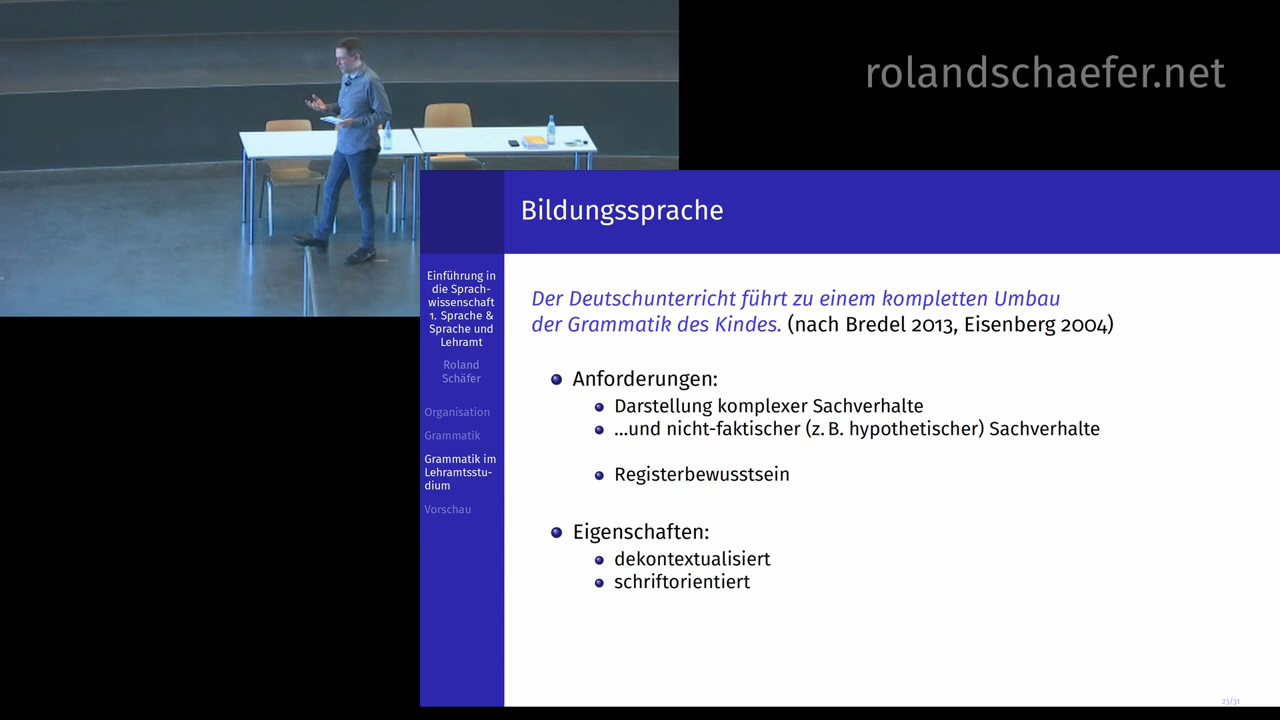 rolandschaefer.net
Bildungssprache
Einführung in
die Sprach-
wissenschaft
1. Sprache &
Sprache und
Lehramt
Roland
Schäfer
Organisation
Grammatik
Grammatik im
Lehramtsstu-
dium
Vorschau
Der Deutschunterricht führt zu einem kompletten Umbau
der Grammatik des Kindes. (nach Bredel 2013, Eisenberg 2004)
Anforderungen:
Darstellung komplexer Sachverhalte
...und nicht-faktischer (z. B. hypothetischer) Sachverhalte
Registerbewusstsein
Eigenschaften:
dekontextualisiert
schriftorientiert
23/31